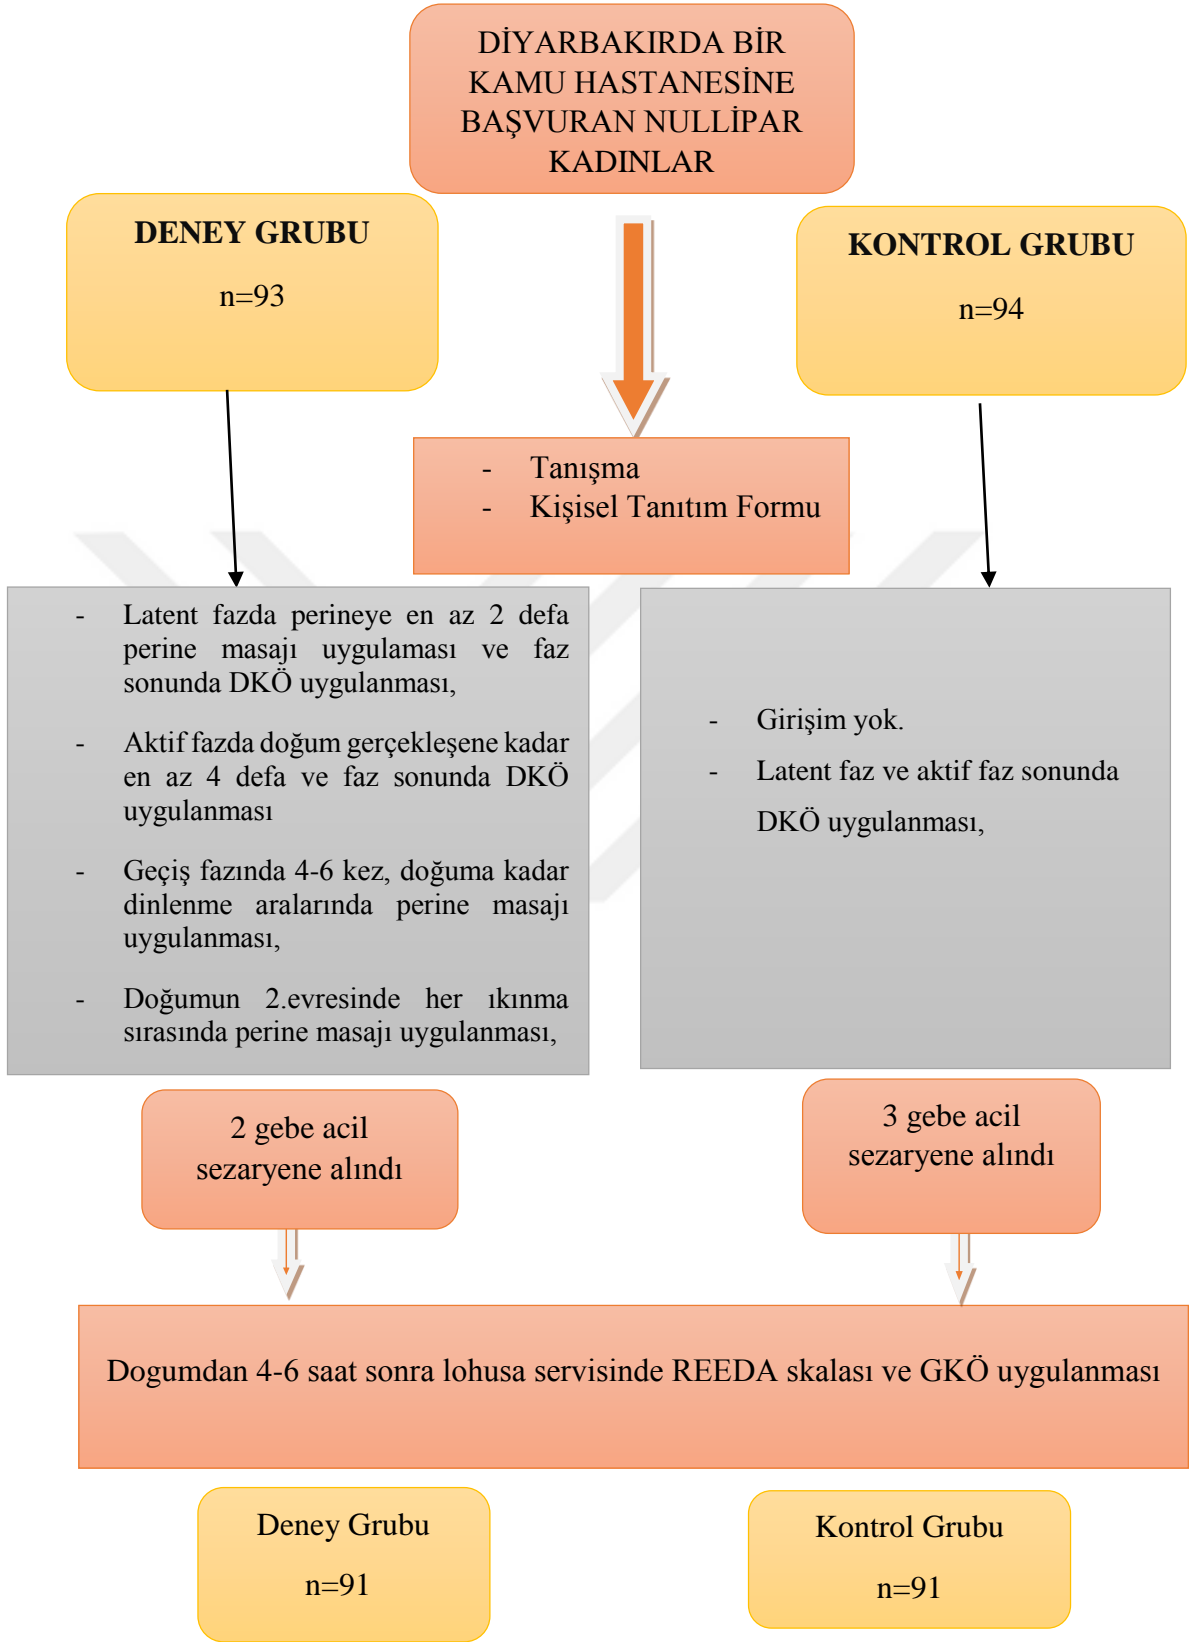 DİYARBAKIRDA BİR
KAMU HASTANESİNE
BAŞVURAN NULLİPAR
KADINLAR
DENEY GRUBU
n=93
KONTROL GRUBU
n=94
- Tanışma
- Kişisel Tanıtım Formu
- Latent fazda perineye en az 2 defa
perine masajı uygulaması ve faz
sonunda DKÖ uygulanması,
- Aktif fazda doğum gerçekleşene kadar
en az 4 defa ve faz sonunda DKÖ
uygulanması
- Geçiş fazında 4-6 kez, doğuma kadar
dinlenme aralarında perine masajı
uygulanması,
- Doğumun 2.evresinde her ıkınma
sırasında perine masajı uygulanması,
- Girişim yok.
- Latent faz ve aktif faz sonunda
DKÖ uygulanması,
2 gebe acil
sezaryene alındı
3 gebe acil
sezaryene alındı
Dogumdan 4-6 saat sonra lohusa servisinde REEDA skalası ve GKÖ uygulanması
Deney Grubu
n=91
Kontrol Grubu
n=91